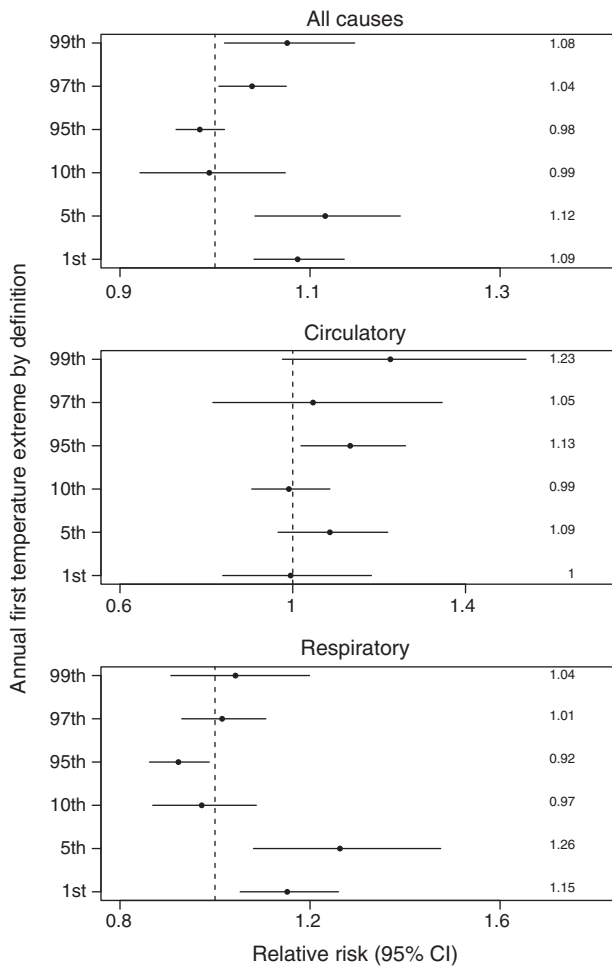 All causes
99th 1.08
97th 1.04
95th 0.98
10th 0.99
5th 1.12
1st 1.09
0.9 1.1 1.3
Circulatory
99th 1.23
97th 1.05
95th 1.13
10th 0.99
5th 1.09
1st 1
0.6 1 1.4
Respiratory
99th 1.04
97th 1.01
95th 0.92
10th 0.97
5th 1.26
1st 1.15
0.8 1.2 1.6
Relative risk (95% CI)
Annual first temperature extreme by definition